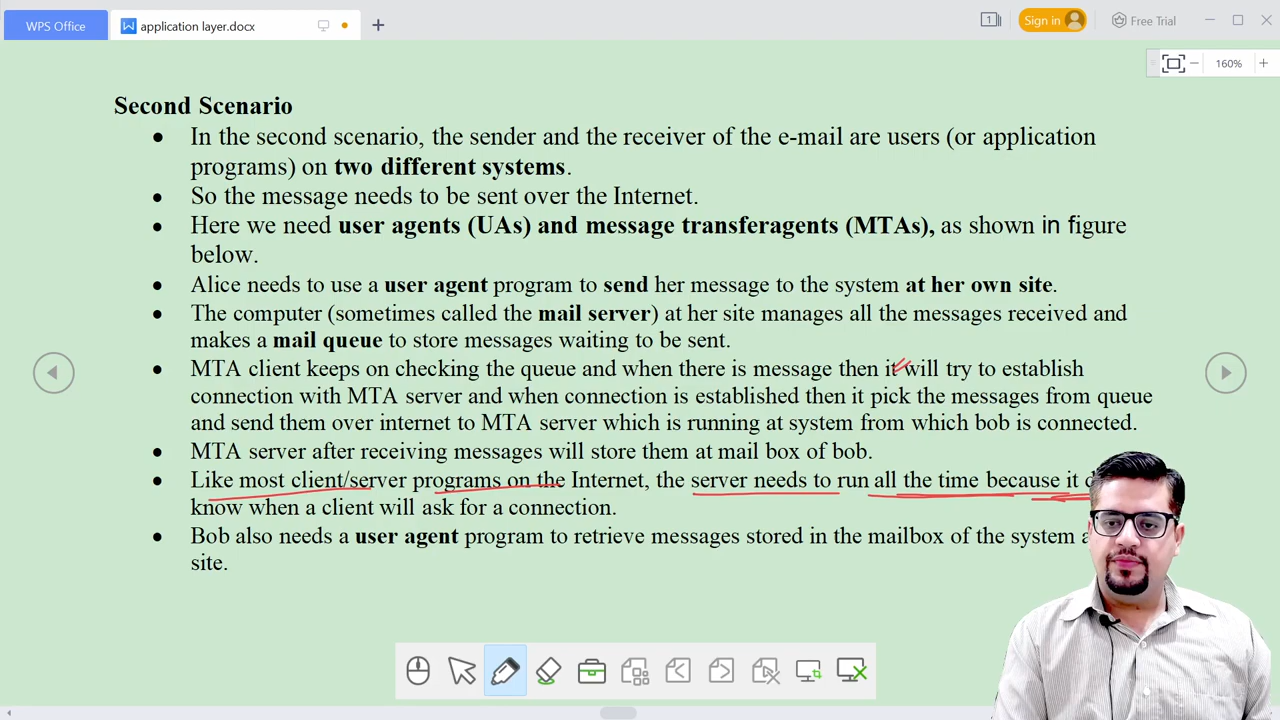 WPS Office
application layer.docx
1
Sign in
Free Trial
160%
Second Scenario
• In the second scenario, the sender and the receiver of the e-mail are users (or application
programs) on two different systems.
• So the message needs to be sent over the Internet.
• Here we need user agents (UAs) and message transferagents (MTAs), as shown in figure
below.
• Alice needs to use a user agent program to send her message to the system at her own site.
• The computer (sometimes called the mail server) at her site manages all the messages received and
makes a mail queue to store messages waiting to be sent.
• MTA client keeps on checking the queue and when there is message then it will try to establish
connection with MTA server and when connection is established then it pick the messages from queue
and send them over internet to MTA server which is running at system from which bob is connected.
• MTA server after receiving messages will store them at mail box of bob.
• Like most client/server programs on the Internet, the server needs to run all the time because it
know when a client will ask for a connection.
• Bob also needs a user agent program to retrieve messages stored in the mailbox of the system
site.